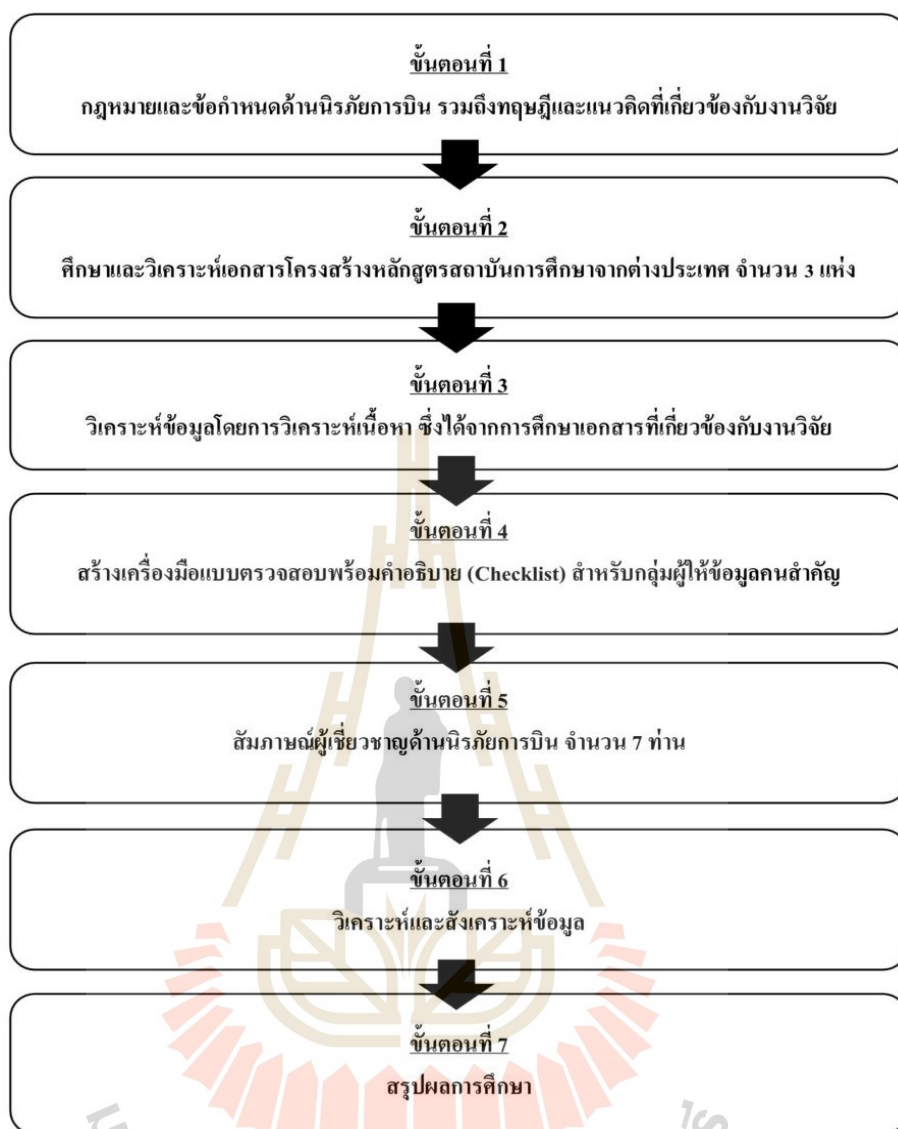 ขั้นตอนที่ 1
กฎหมายและข้อกำหนดด้านนิรภัยการบิน รวมถึงทฤษฎีและแนวคิดที่เกี่ยวข้องกับงานวิจัย
ขั้นตอนที่ 2
ศึกษาและวิเคราะห์เอกสารโครงสร้างหลักสูตรสถาบันการศึกษาจากต่างประเทศ จำนวน 3 แห่ง
ขั้นตอนที่ 3
วิเคราะห์ข้อมูลโดยการวิเคราะห์เนื้อหา ซึ่งได้จากการศึกษาเอกสารที่เกี่ยวข้องกับงานวิจัย
ขั้นตอนที่ 4
สร้างเครื่องมือแบบตรวจสอบพร้อมคำอธิบาย (Checklist) สำหรับกลุ่มผู้ให้ข้อมูลคนสำคัญ
ขั้นตอนที่ 5
สัมภาษณ์ผู้เชี่ยวชาญด้านนิรภัยการบิน จำนวน 7 ท่าน
ขั้นตอนที่ 6
วิเคราะห์และสังเคราะห์ข้อมูล
ขั้นตอนที่ 7
สรุปผลการศึกษา